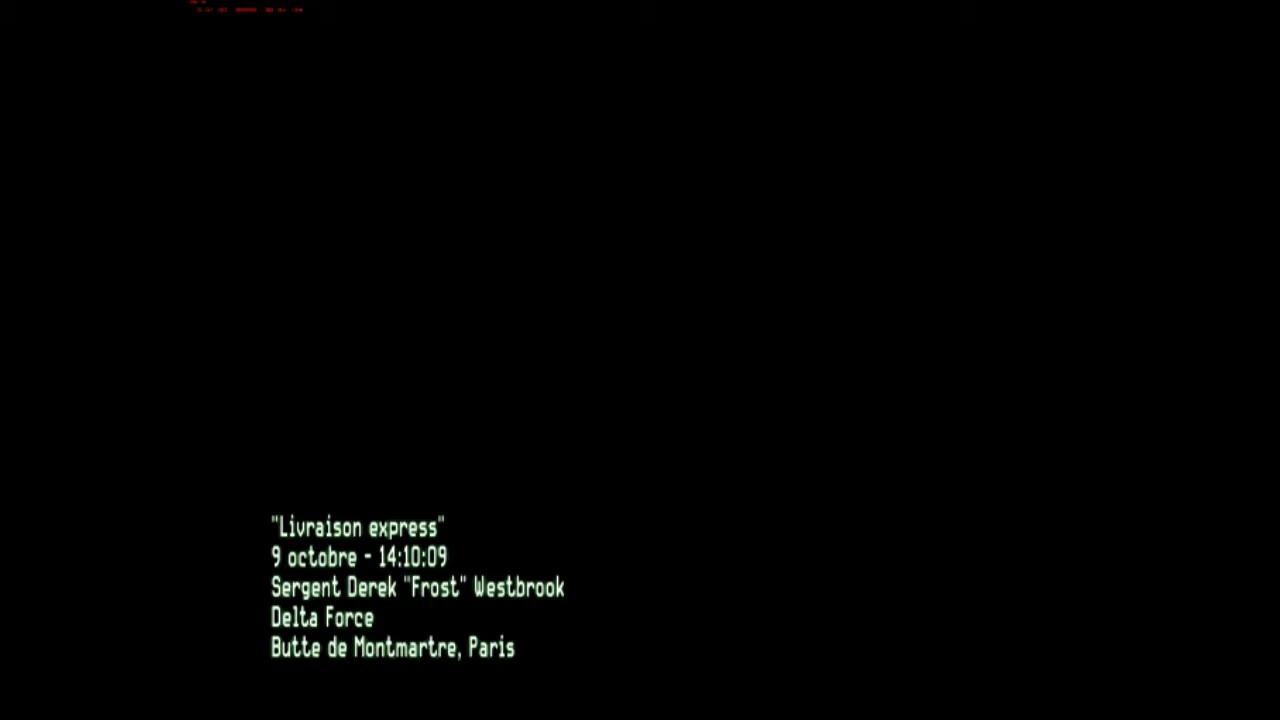 "Livraison express"
9 octobre - 14:10:09
Sergent Derek "Frost" Westbrook
Delta Force
Butte de Montmartre, Paris